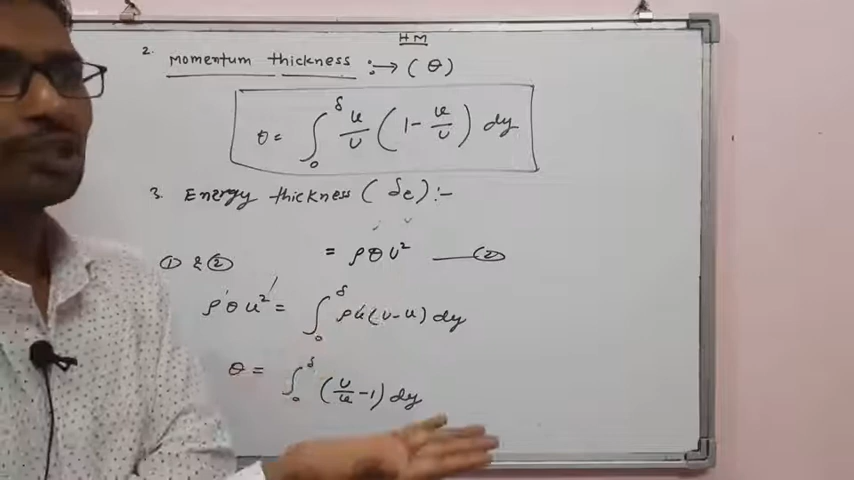 HM
2. Momentum thickness :→ (θ)
θ = ∫₀^δ u/U (1 - u/U) dy
3. Energy thickness (δe) :-
= ρθU² —— ②
① & ②
ρθu² = ∫₀^δ ρu(U-u) dy
θ = ∫₀^δ (U/u - 1) dy